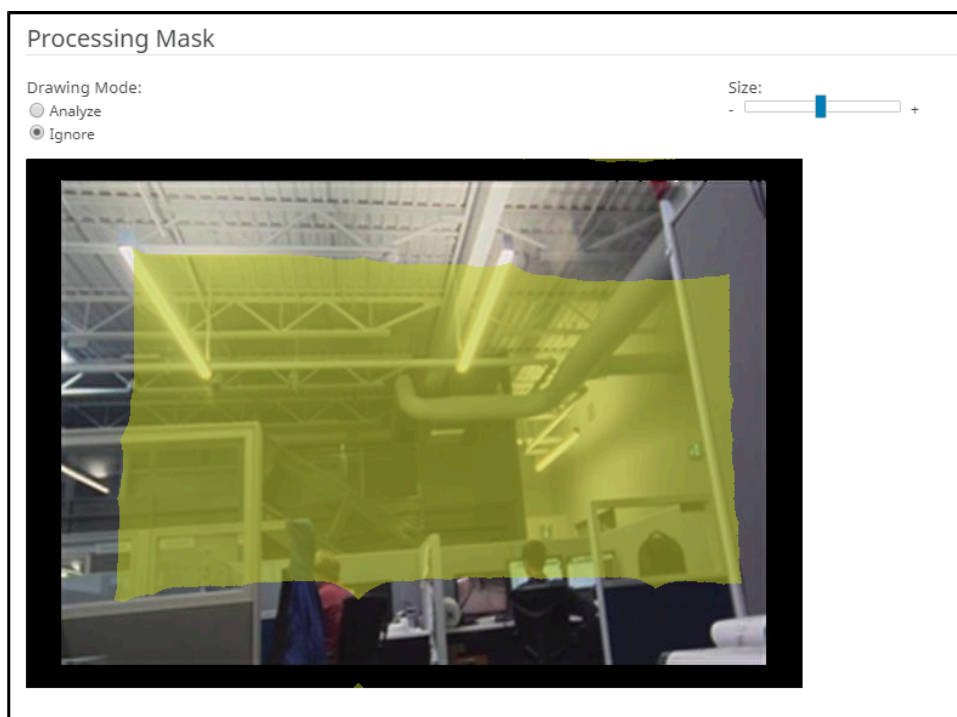 Processing Mask
Drawing Mode:
Analyze
Ignore
Size:
- +